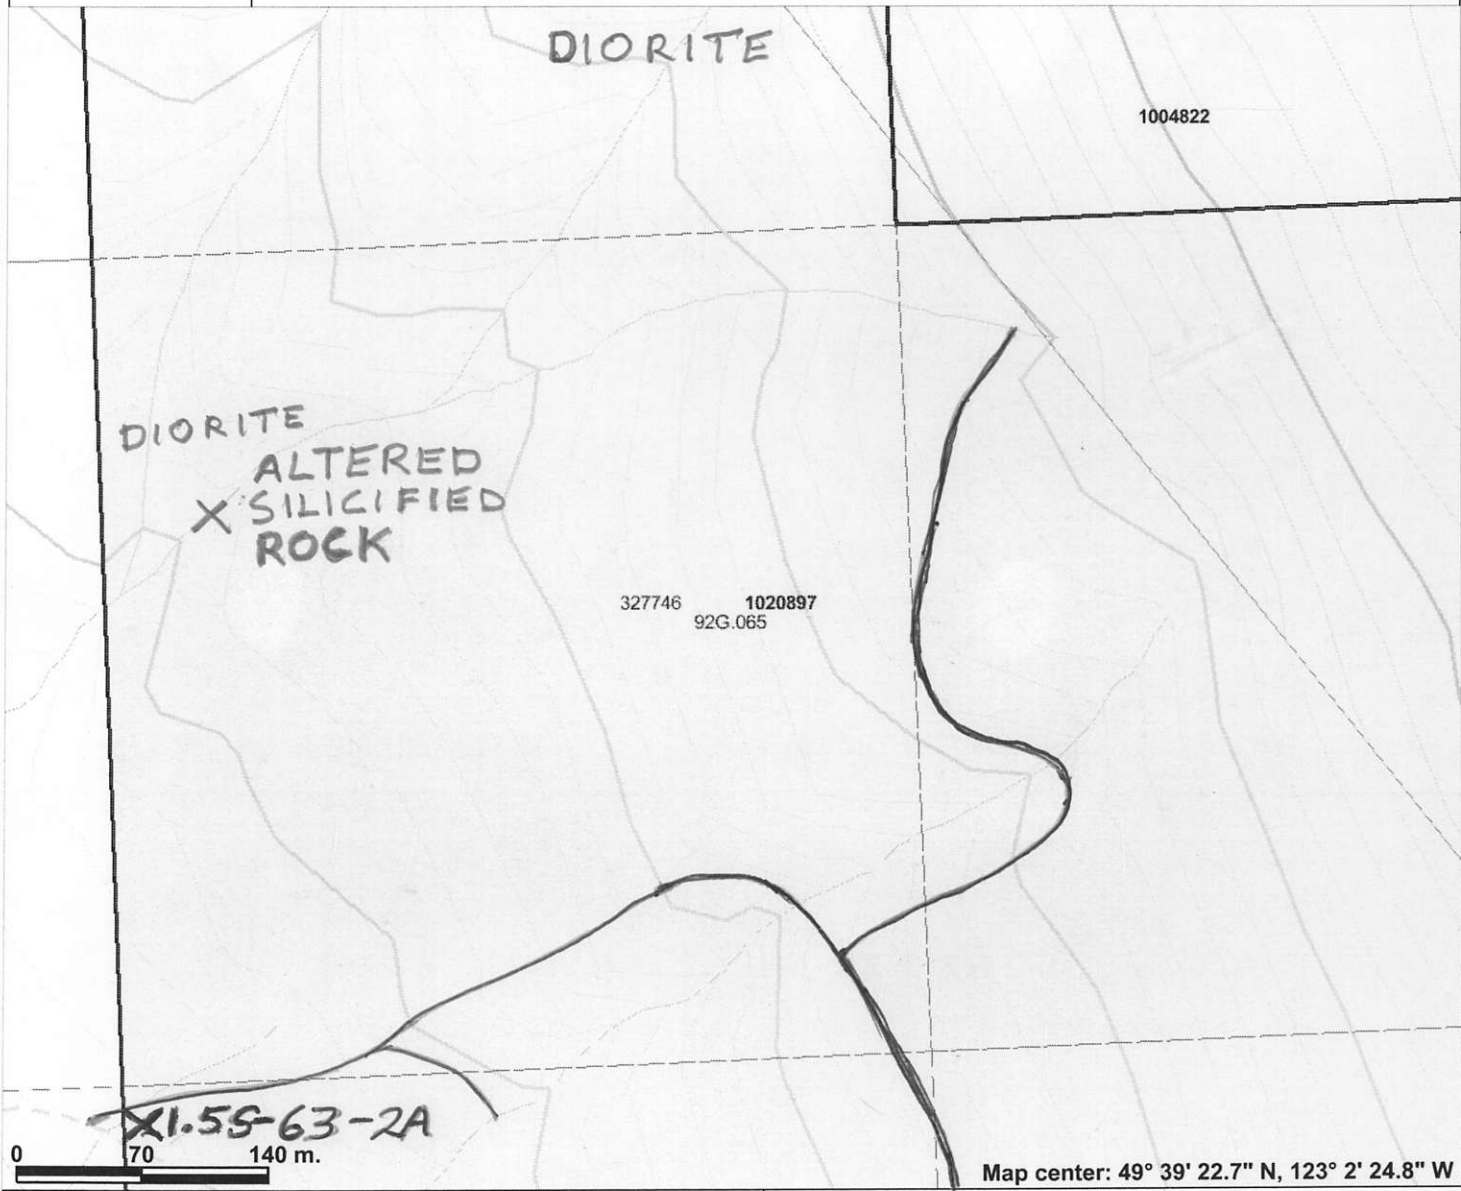 DIORITE
1004822
DIORITE
ALTERED
X SILICIFIED
ROCK
327746 1020897
92G.065
X1.5S-63-2A
0 70 140 m.
Map center: 49° 39' 22.7" N, 123° 2' 24.8" W